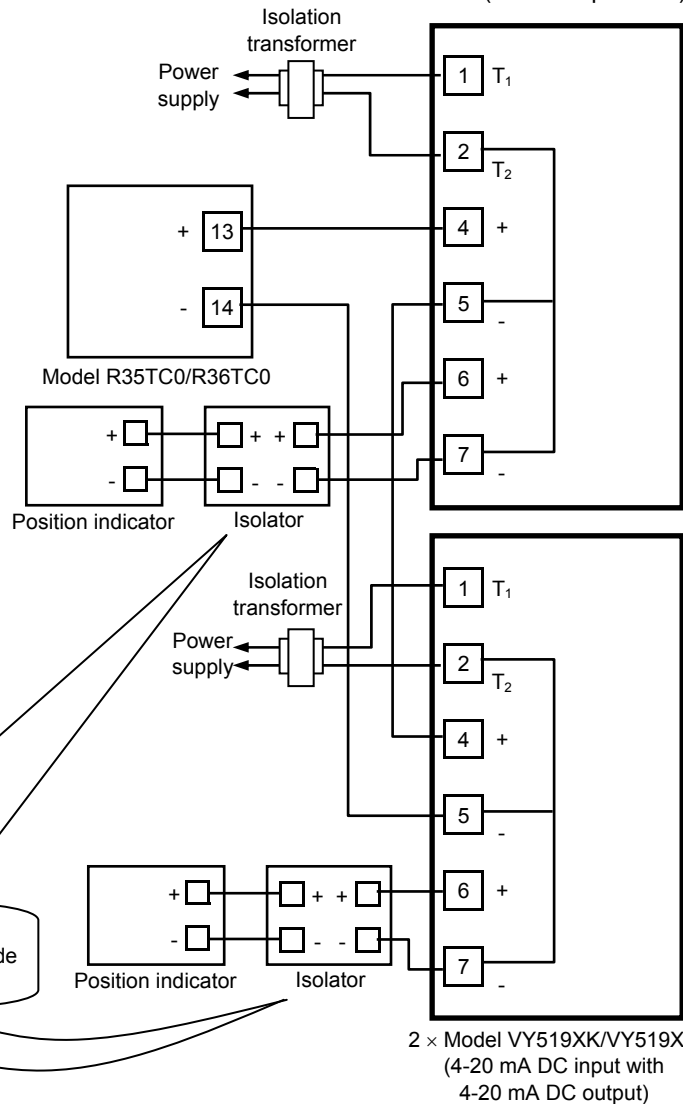 Isolation
transformer
Power
supply
1 T₁
2
T₂
+ 13
4 +
- 14
5
-
Model R35TC0/R36TC0
6 +
+ + +
- - -
7
-
Position indicator
Isolator
Isolation
transformer
Power
supply
1 T₁
2
T₂
4 +
5
-
+ + +
6 +
- - -
7
-
de
Position indicator
Isolator
2 × Model VY519XK/VY519X
(4-20 mA DC input with
4-20 mA DC output)